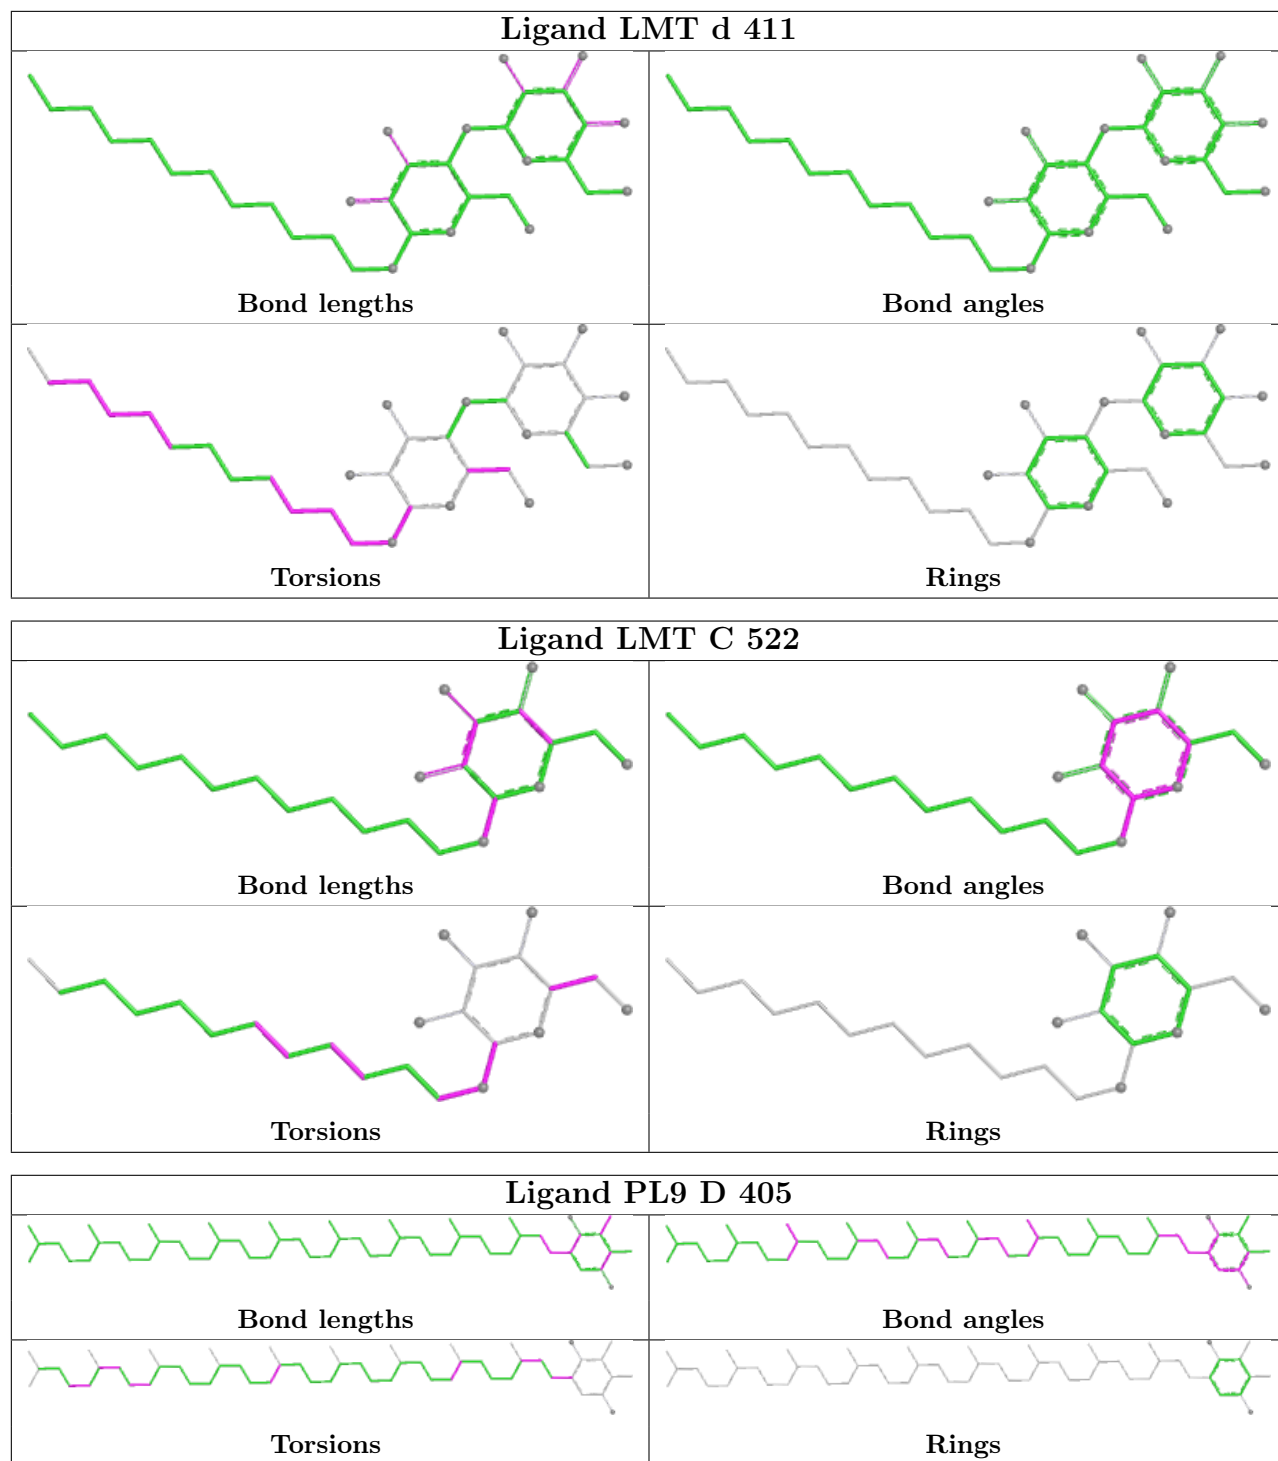 Ligand LMT d 411
Bond lengths
Bond angles
Torsions
Rings
Ligand LMT C 522
Bond lengths
Bond angles
Torsions
Rings
Ligand PL9 D 405
Bond lengths
Bond angles
Torsions
Rings